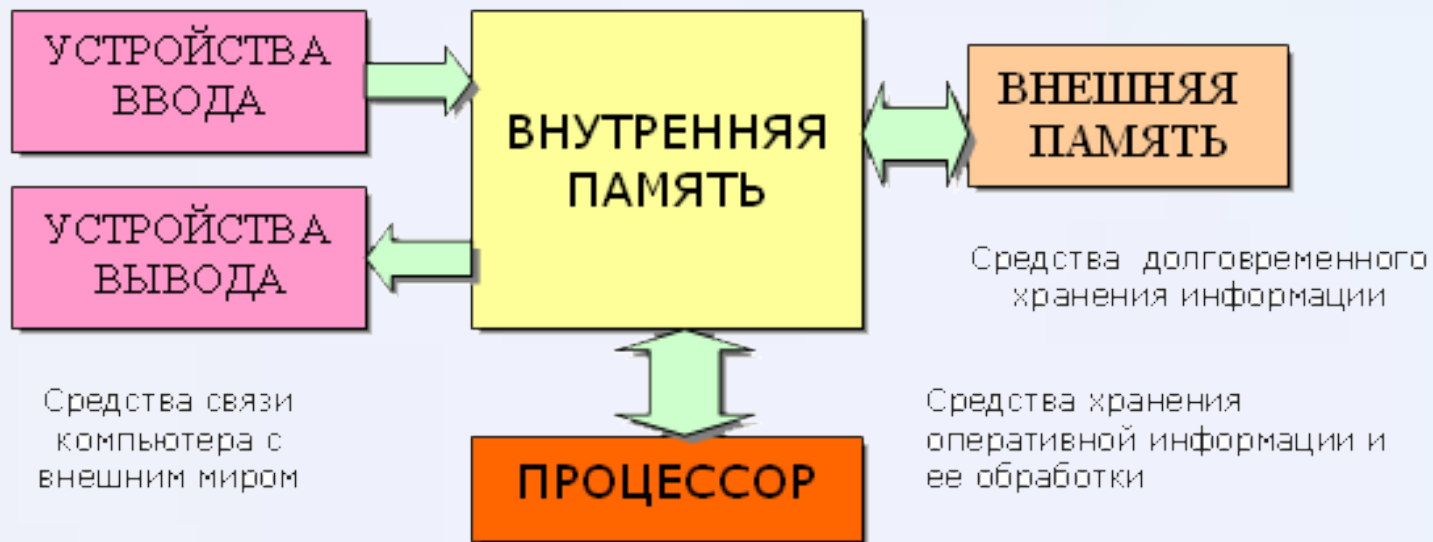 УСТРОЙСТВА
ВВОДА
ВНУТРЕННЯЯ
ПАМЯТЬ
ВНЕШНЯЯ
ПАМЯТЬ
УСТРОЙСТВА
ВЫВОДА
Средства долговременного
хранения информации
Средства связи
компьютера с
внешним миром
ПРОЦЕССОР
Средства хранения
оперативной информации и
ее обработки